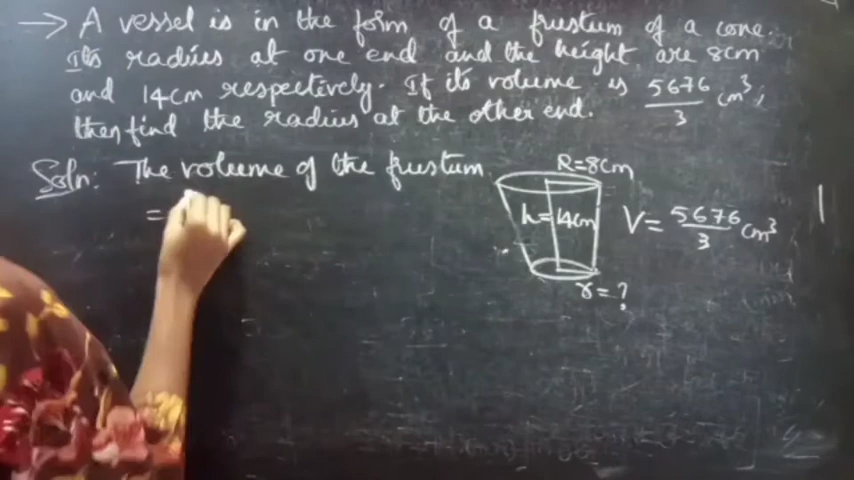 → A vessel is in the form of a frustum of a cone.
Its radius at one end and the height are 8cm
and 14cm respectively. If its volume is 5676/3 cm³,
then find the radius at the other end.
Soln: The volume of the frustum
=
R=8cm
h=14cm
V= 5676/3 cm³
r=?